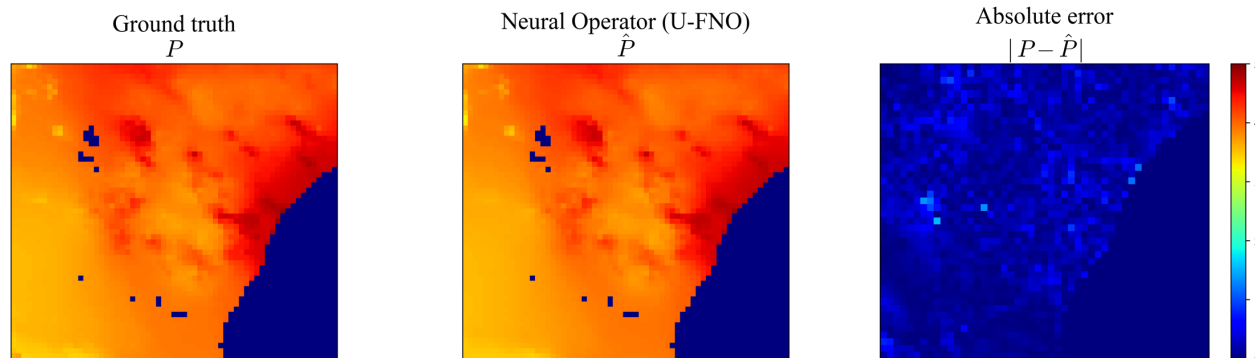 Ground truth
P
Neural Operator (U-FNO)
P̂
Absolute error
| P − P̂|